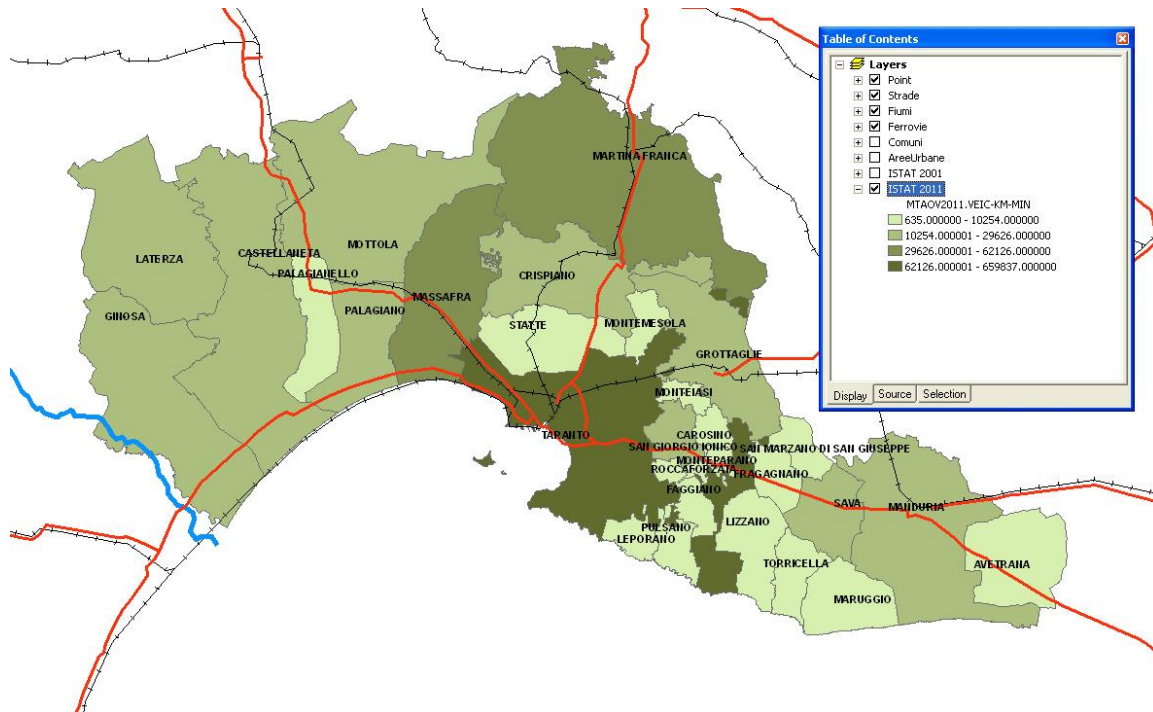 Table of Contents
Layers
Point
Strade
Fiumi
Ferrovie
Comuni
AreeUrbane
ISTAT 2001
ISTAT 2011
MTAOV2011.VEIC-KM-MIN
635.000000 - 10254.000000
10254.000001 - 29626.000000
29626.000001 - 62126.000000
62126.000001 - 659837.000000
Display Source Selection
MARTINA FRANCA
MOTTOLA
CASTELLANETA
LATERZA
PALAGIANELLO
CRISPIANO
MASSAFRA
PALAGIANO
GINOSA
STATTE
MONTEMESOLA
GROTTAGLIE
MONTEIASI
TARANTO
CAROSINO
SAN GIORGIO IONICO
SAN MARZANO DI SAN GIUSEPPE
MONTEPARANO
ROCCAFORZATA
FRAGAGNANO
FAGGIANO
SAVA
MANDURIA
PULSANO
LIZZANO
LEPORANO
TORRICELLA
AVETRANA
MARUGGIO